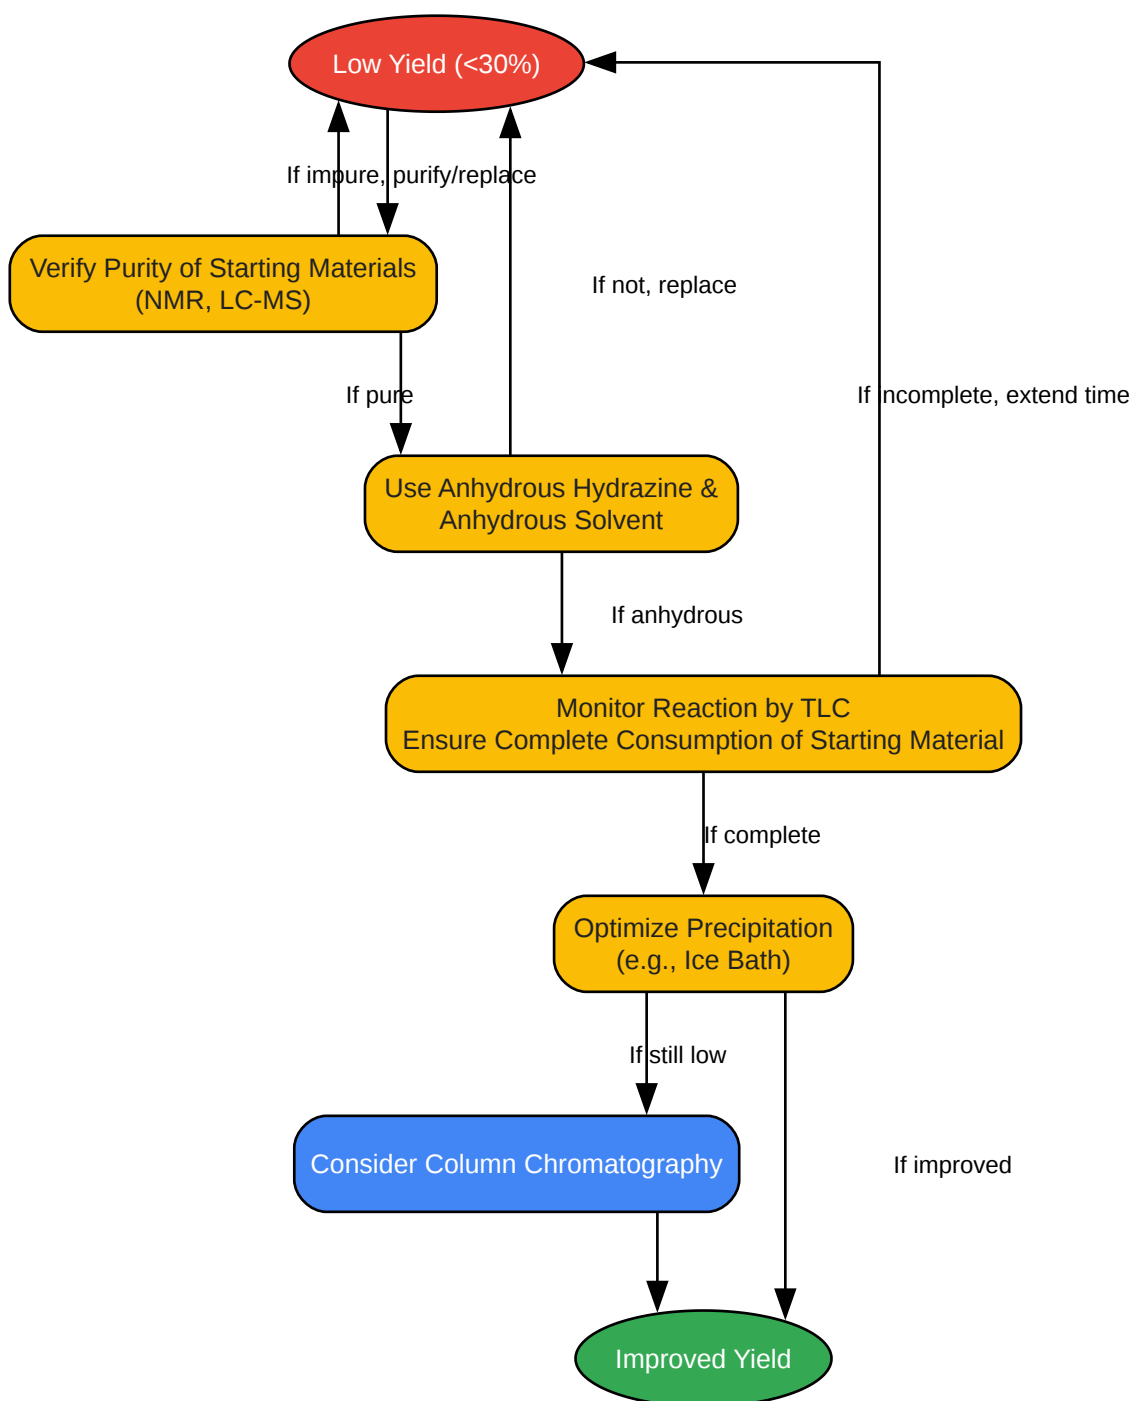 Low Yield (<30%)
If impure, purify/replace
Verify Purity of Starting Materials
(NMR, LC-MS)
If not, replace
If pure
If incomplete, extend time
Use Anhydrous Hydrazine &
Anhydrous Solvent
If anhydrous
Monitor Reaction by TLC
Ensure Complete Consumption of Starting Material
If complete
Optimize Precipitation
(e.g., Ice Bath)
If still low
Consider Column Chromatography
If improved
Improved Yield